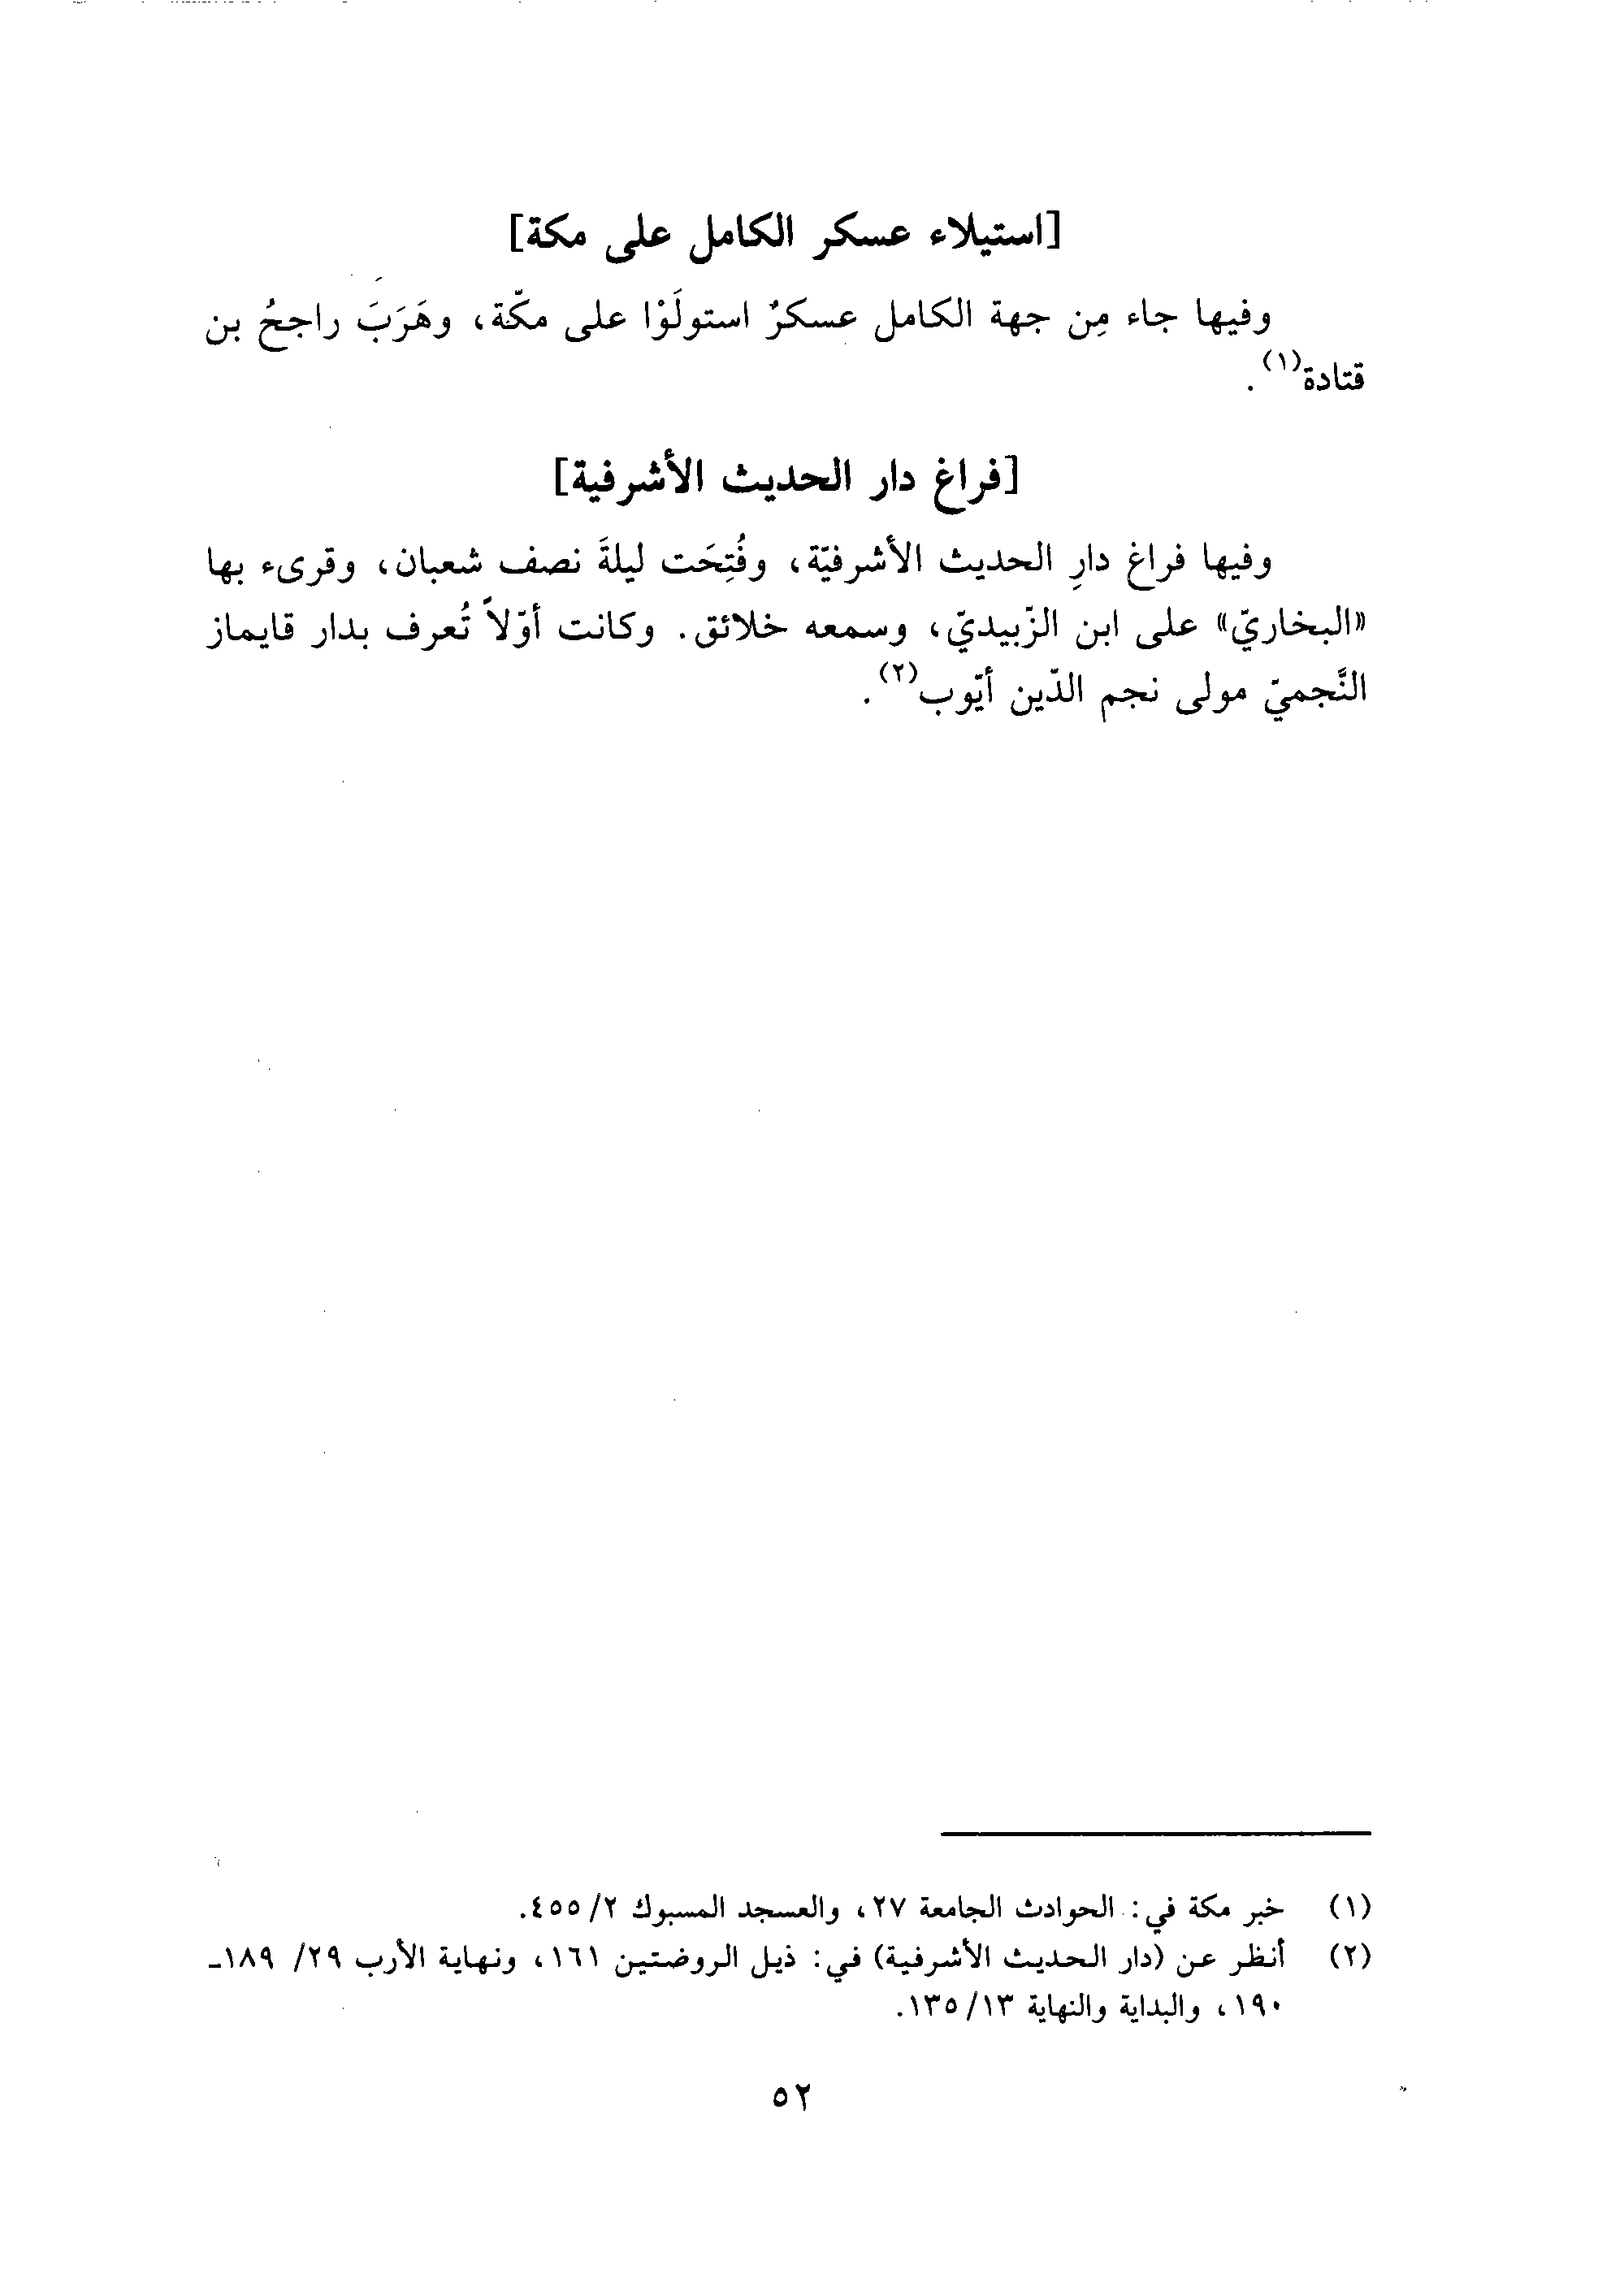 [استيلاء عسكر الكامل على مكة]
وفيها جاء مِن جهة الكامل عسكرٌ استولَوْا على مكّة، وهَرَبَ راجحُ بن
قتادة(١).
[فراغ دار الحديث الأشرفية]
وفيها فراغ دارِ الحديث الأشرفيّة، وفُتِحَت ليلةَ نصف شعبان، وقرىء بها
«البخاريّ» على ابن الزّبيديّ، وسمعه خلائق. وكانت أوّلاً تُعرف بدار قايماز
النَّجميّ مولى نجم الدّين أيّوب(٢).
(١) خبر مكة في: الحوادث الجامعة ٢٧، والعسجد المسبوك ٢/ ٤٥٥.
(٢) أنظر عن (دار الحديث الأشرفية) في: ذيل الروضتين ١٦١، ونهاية الأرب ٢٩/ ١٨٩ـ
١٩٠، والبداية والنهاية ١٣/ ١٣٥.
٥٢